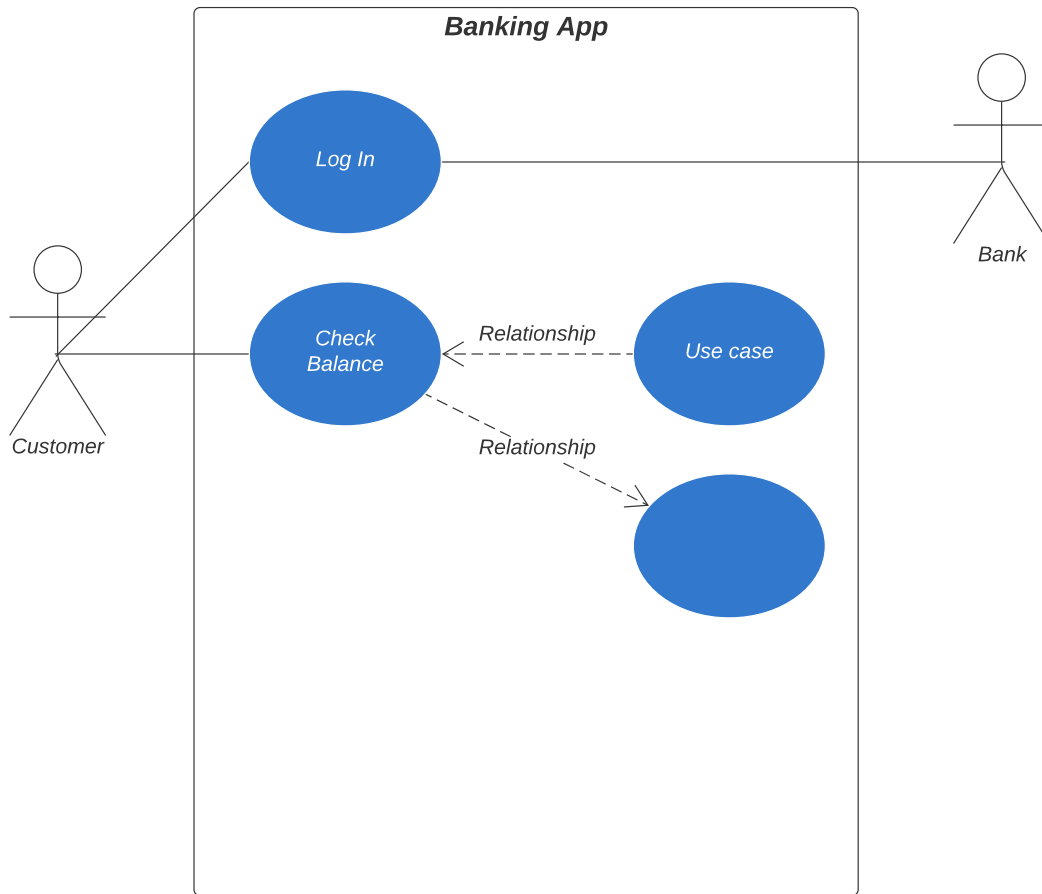 Banking App
Log In
Bank
Check
Balance
Relationship
Use case
Customer
Relationship